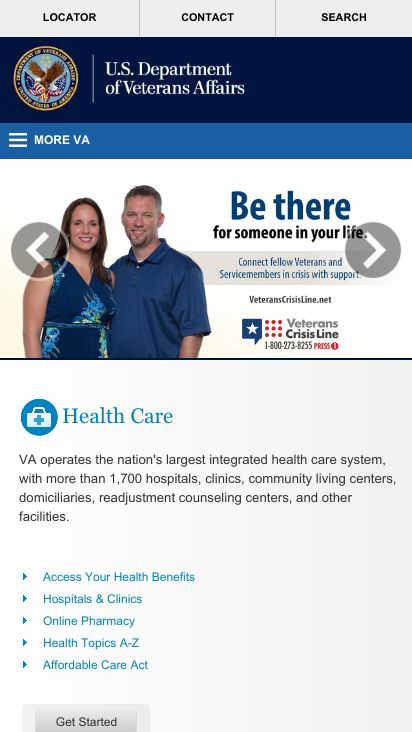 LOCATOR
CONTACT
SEARCH
U.S. Department
of Veterans Affairs
MORE VA
Be there
for someone in your life.
Connect fellow Veterans and
Servicemembers in crisis with support.
VeteransCrisisLine.net
Veterans
Crisis Line
1-800-273-8255 PRESS 1
Health Care
VA operates the nation's largest integrated health care system,
with more than 1,700 hospitals, clinics, community living centers,
domiciliaries, readjustment counseling centers, and other
facilities.
Access Your Health Benefits
Hospitals & Clinics
Online Pharmacy
Health Topics A-Z
Affordable Care Act
Get Started